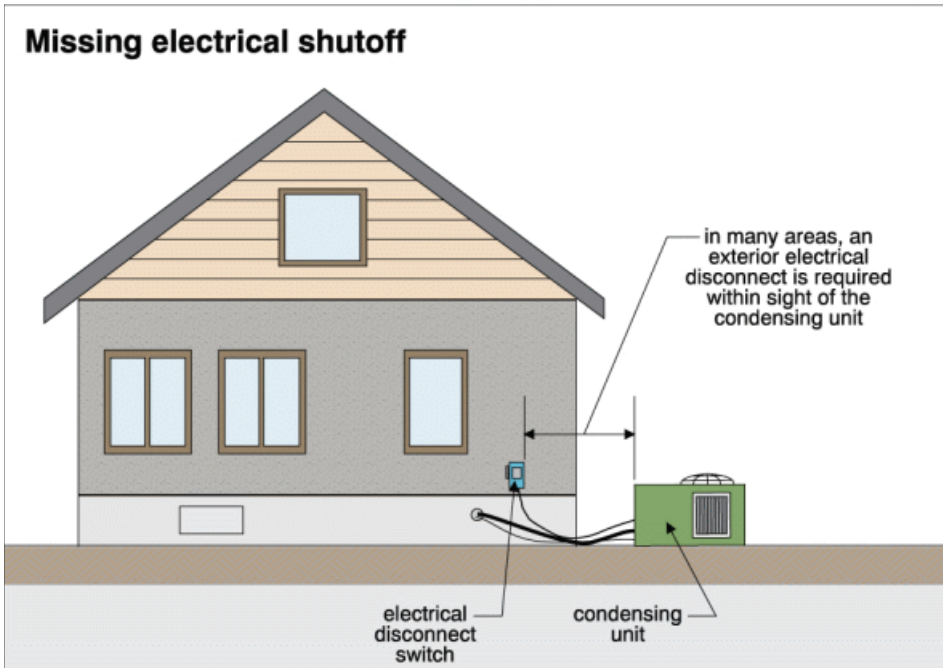 Missing electrical shutoff
in many areas, an
exterior electrical
disconnect is required
within sight of the
condensing unit
electrical
disconnect
switch
condensing
unit